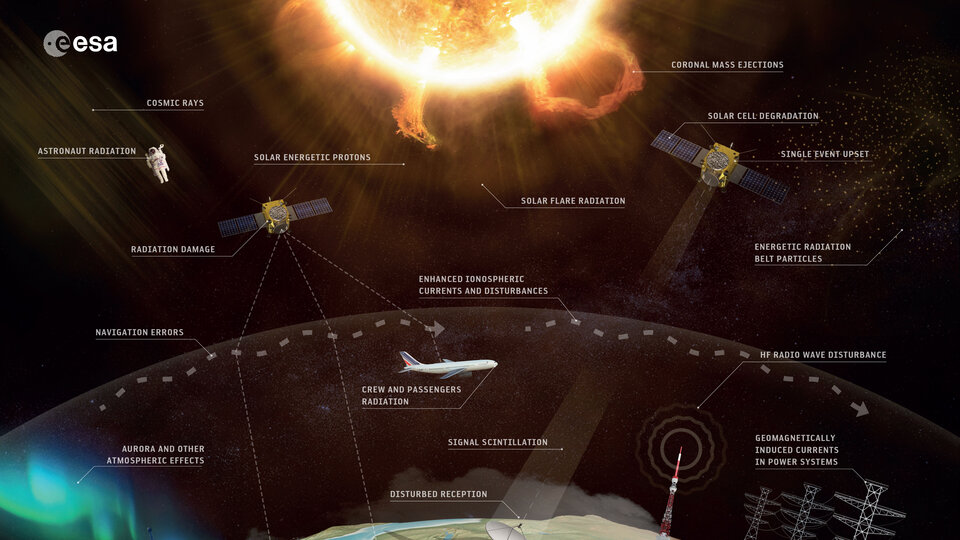 esa
CORONAL MASS EJECTIONS
COSMIC RAYS
SOLAR CELL DEGRADATION
ASTRONAUT RADIATION
SOLAR ENERGETIC PROTONS
SINGLE EVENT UPSET
SOLAR FLARE RADIATION
RADIATION DAMAGE
ENERGETIC RADIATION
BELT PARTICLES
ENHANCED IONOSPHERIC
CURRENTS AND DISTURBANCES
NAVIGATION ERRORS
HF RADIO WAVE DISTURBANCE
CREW AND PASSENGERS
RADIATION
AURORA AND OTHER
ATMOSPHERIC EFFECTS
SIGNAL SCINTILLATION
GEOMAGNETICALLY
INDUCED CURRENTS
IN POWER SYSTEMS
DISTURBED RECEPTION